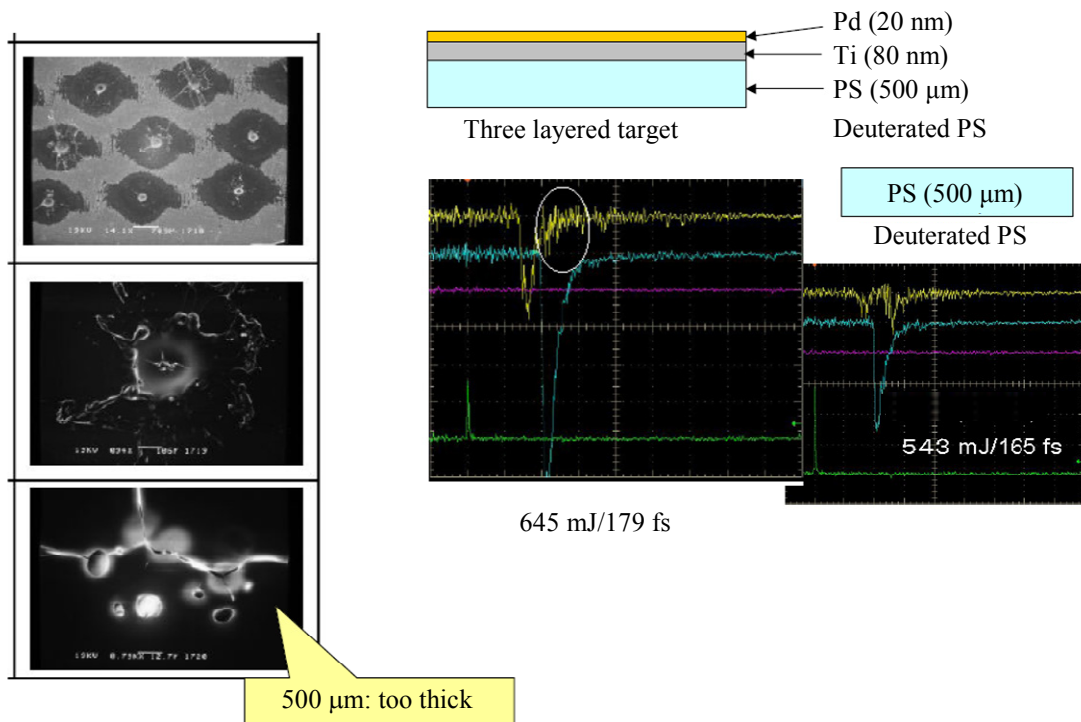 Pd (20 nm)
Ti (80 nm)
PS (500 μm)
Three layered target
Deuterated PS
PS (500 μm)
Deuterated PS
543 mJ/165 fs
645 mJ/179 fs
500 μm: too thick